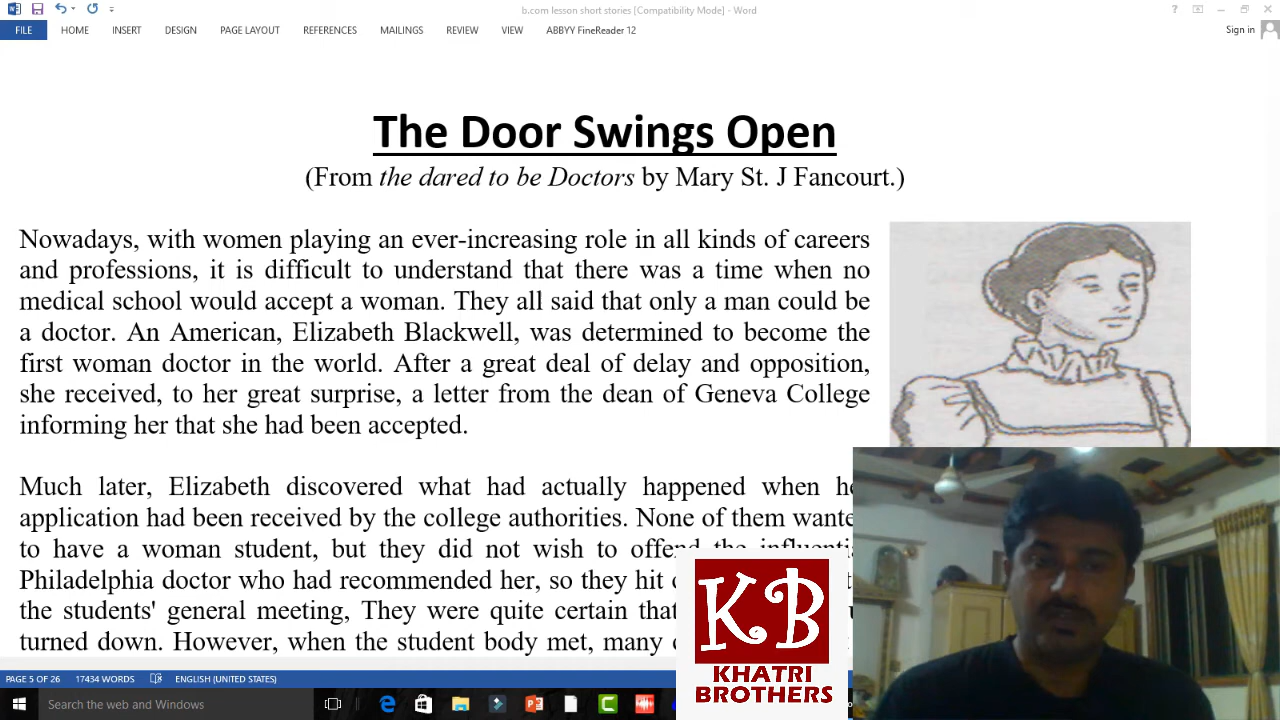 b.com lesson short stories [Compatibility Mode] - Word
FILE HOME INSERT DESIGN PAGE LAYOUT REFERENCES MAILINGS REVIEW VIEW ABBYY FineReader 12 Sign in
The Door Swings Open
(From the dared to be Doctors by Mary St. J Fancourt.)
Nowadays, with women playing an ever-increasing role in all kinds of careers
and professions, it is difficult to understand that there was a time when no
medical school would accept a woman. They all said that only a man could be
a doctor. An American, Elizabeth Blackwell, was determined to become the
first woman doctor in the world. After a great deal of delay and opposition,
she received, to her great surprise, a letter from the dean of Geneva College
informing her that she had been accepted.
Much later, Elizabeth discovered what had actually happened when
application had been received by the college authorities. None of them
to have a woman student, but they did not wish to offend the
Philadelphia doctor who had recommended her, so they hit
the students' general meeting, They were quite certain that
turned down. However, when the student body met, many
KB
KHATRI
BROTHERS
PAGE 5 OF 26 17434 WORDS ENGLISH (UNITED STATES)
Search the web and Windows